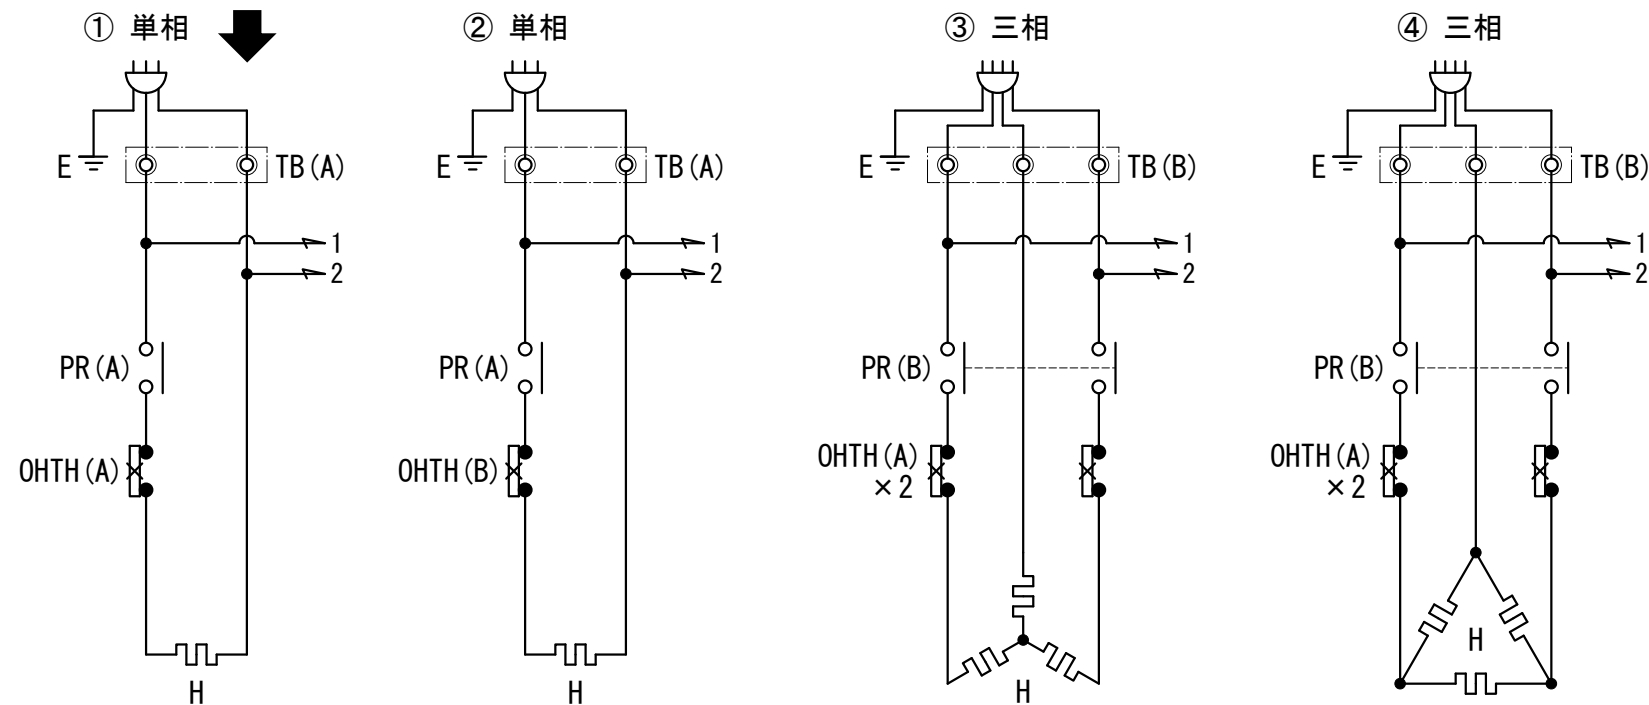 ① 単相
② 単相
③ 三相
④ 三相
E
TB(A)
E
TB(A)
E
TB(B)
E
TB(B)
1
1
1
1
2
2
2
2
PR(A)
PR(A)
PR(B)
PR(B)
OHTH(A)
OHTH(B)
OHTH(A)
×2
OHTH(A)
×2
H
H
H
H